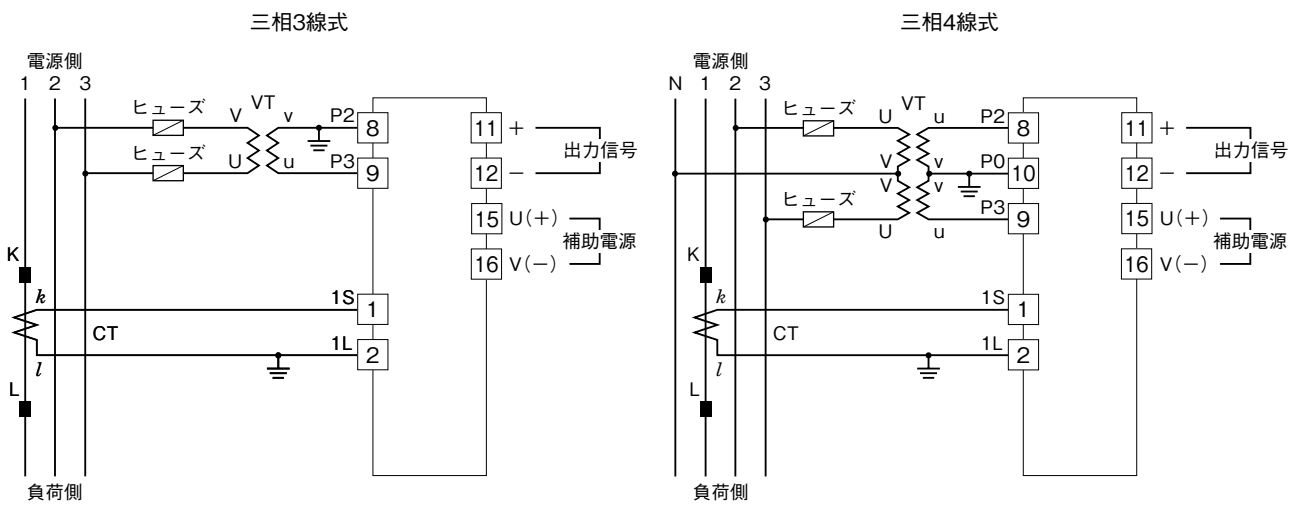 三相3線式
電源側
1 2 3
ヒューズ
V VT v P2 8
ヒューズ
U u P3 9
11 +
出力信号
12 −
15 U(+)
補助電源
16 V(−)
K
k 1S 1
CT
l 1L 2
L
負荷側
三相4線式
電源側
N 1 2 3
ヒューズ
U VT u P2 8
V v P0 10
V v
ヒューズ
U u P3 9
11 +
出力信号
12 −
15 U(+)
補助電源
16 V(−)
K
k 1S 1
CT
l 1L 2
L
負荷側